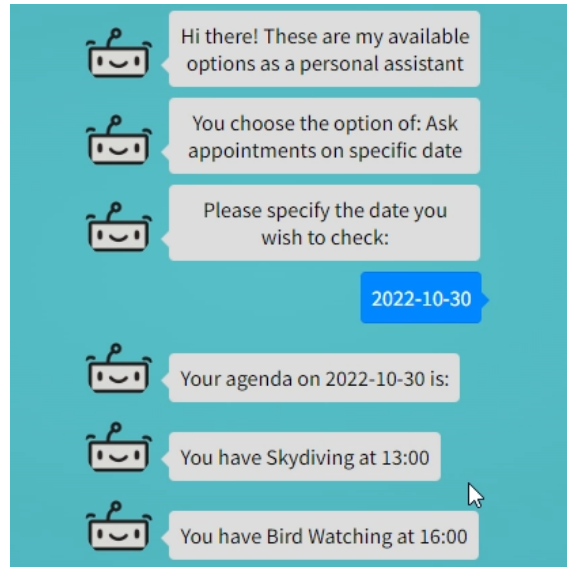 Hi there! These are my available
options as a personal assistant
You choose the option of: Ask
appointments on specific date
Please specify the date you
wish to check:
2022-10-30
Your agenda on 2022-10-30 is:
You have Skydiving at 13:00
You have Bird Watching at 16:00